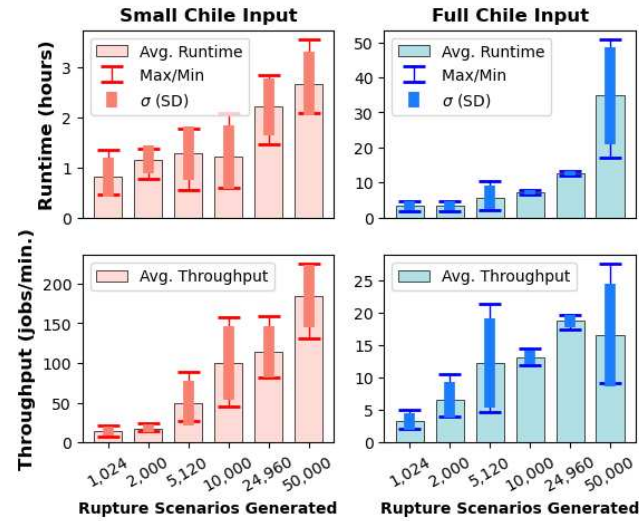 Small Chile Input
Full Chile Input
Runtime (hours)
3
2
1
0
Avg. Runtime
Max/Min
σ (SD)
50
40
30
20
10
0
Avg. Runtime
Max/Min
σ (SD)
Throughput (jobs/min.)
200
150
100
50
0
Avg. Throughput
25
20
15
10
5
0
Avg. Throughput
1,024 2,000 5,120 10,000 24,960 50,000
Rupture Scenarios Generated
1,024 2,000 5,120 10,000 24,960 50,000
Rupture Scenarios Generated